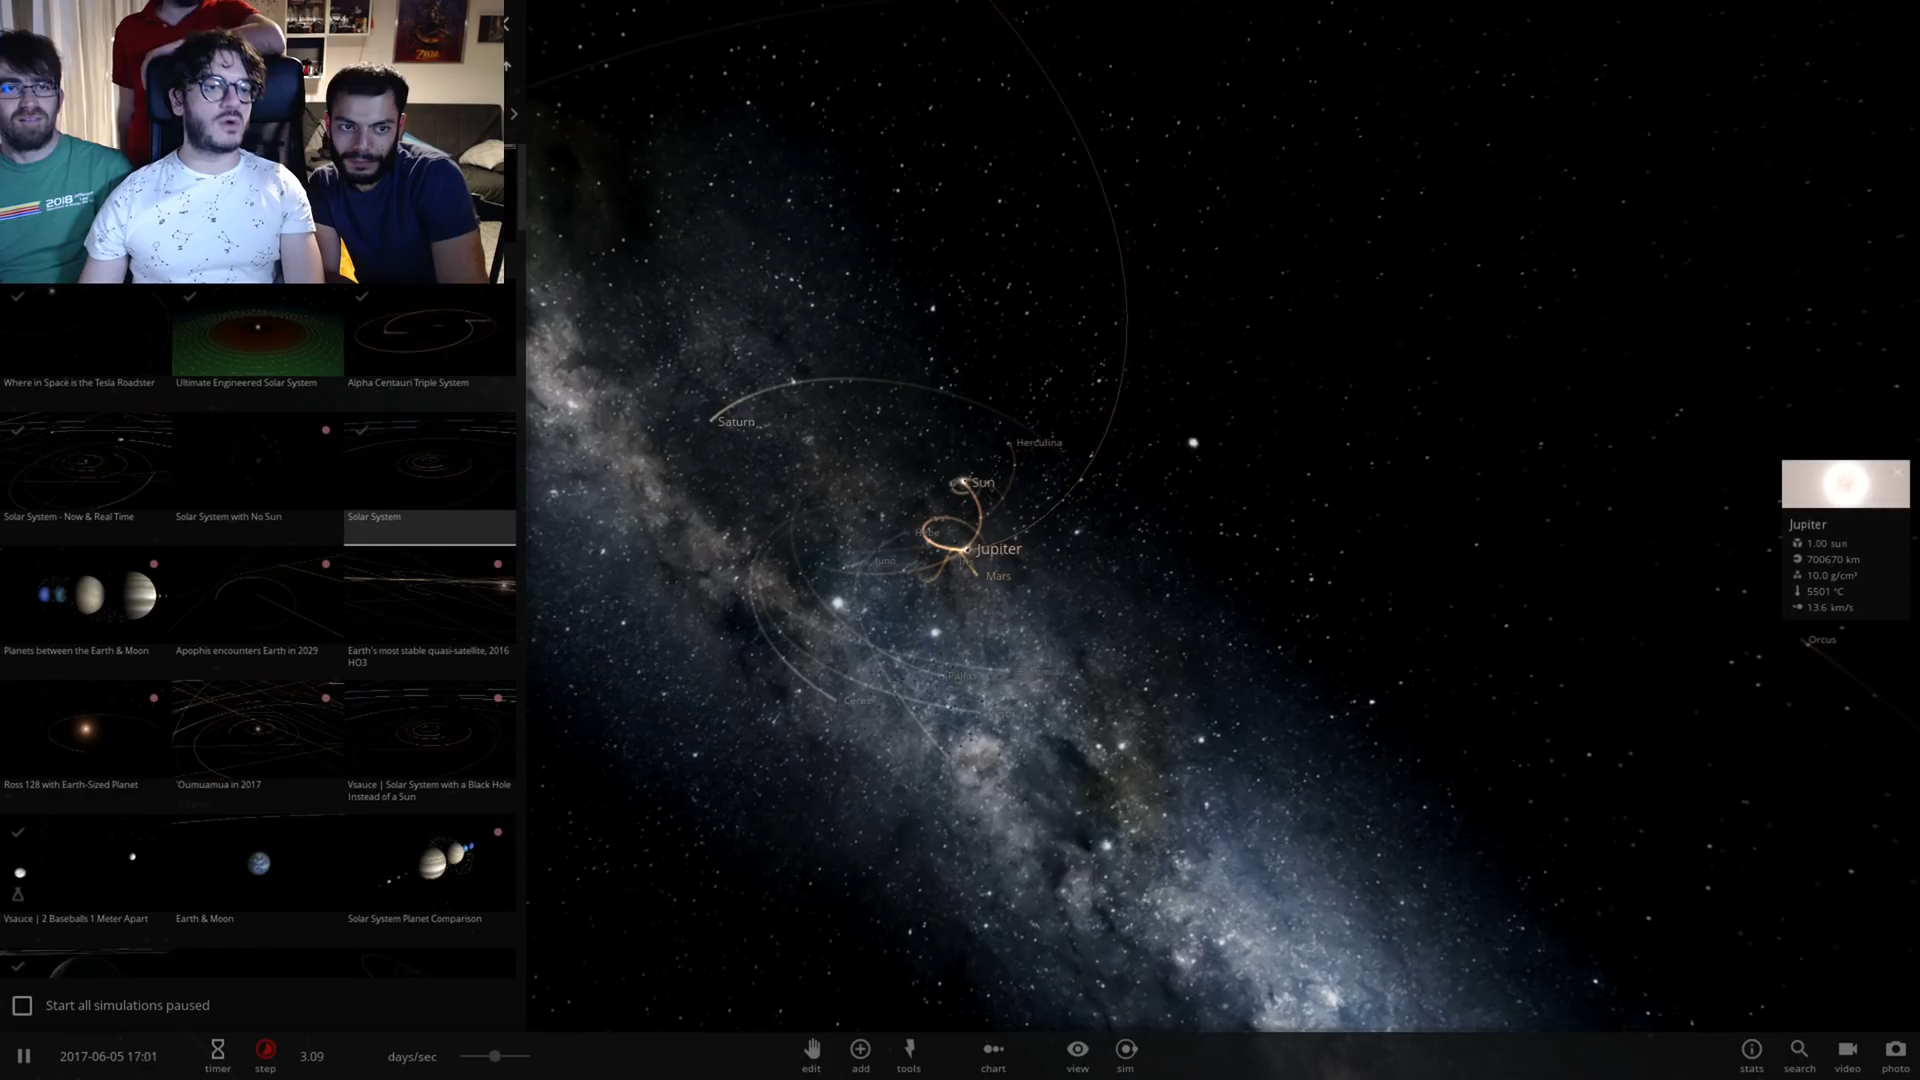 ZELDA
2018
Where in Space is the Tesla Roadster
Ultimate Engineered Solar System
Alpha Centauri Triple System
Solar System - Now & Real Time
Solar System with No Sun
Solar System
Planets between the Earth & Moon
Apophis encounters Earth in 2029
Earth's most stable quasi-satellite, 2016
HO3
Ross 128 with Earth-Sized Planet
'Oumuamua in 2017
Vsauce | Solar System with a Black Hole
Instead of a Sun
Vsauce | 2 Baseballs 1 Meter Apart
Earth & Moon
Solar System Planet Comparison
Start all simulations paused
Saturn
Herculina
Sun
Hebe
Jupiter
Juno
Mars
Pallas
Ceres
Jupiter
1.00 sun
700670 km
10.0 g/cm³
5501 °C
13.6 km/s
Orcus
2017-06-05 17:01
timer
step
3.09
days/sec
edit
add
tools
chart
view
sim
stats
search
video
photo